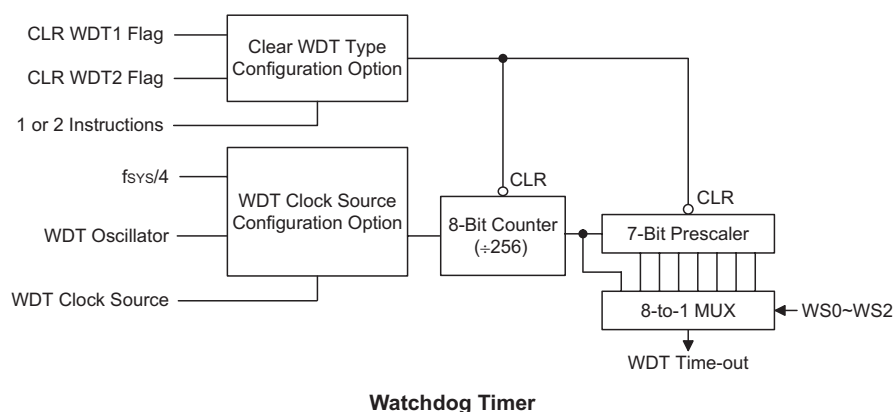 CLR WDT1 Flag
CLR WDT2 Flag
1 or 2 Instructions
Clear WDT Type
Configuration Option
fSYS/4
WDT Oscillator
WDT Clock Source
WDT Clock Source
Configuration Option
CLR
8-Bit Counter
(÷256)
CLR
7-Bit Prescaler
8-to-1 MUX
WS0~WS2
WDT Time-out
Watchdog Timer